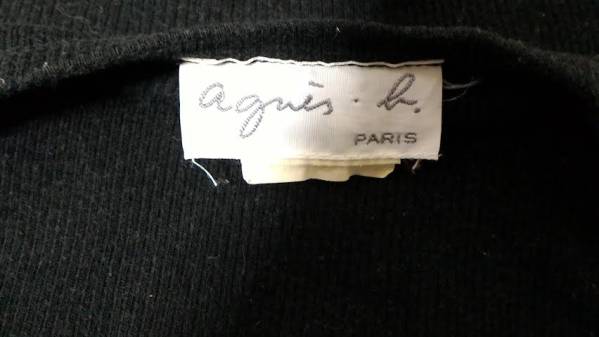 agnès . b.
PARIS